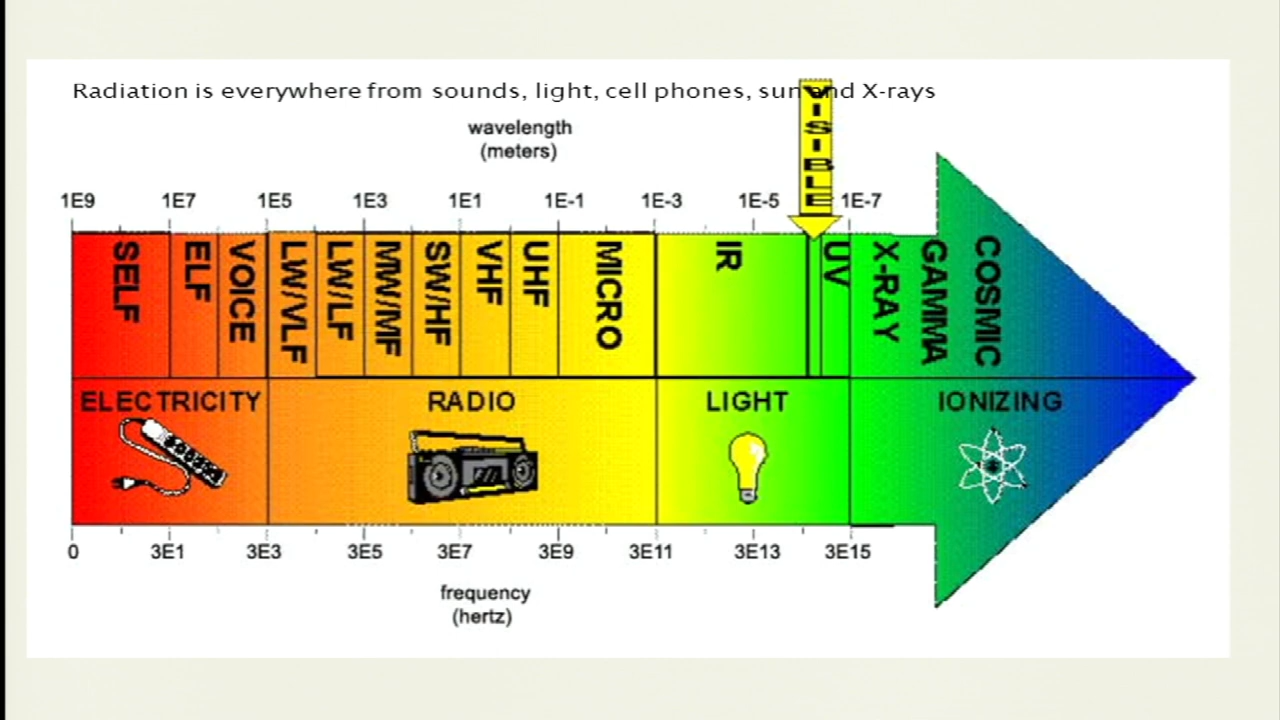 Radiation is everywhere from sounds, light, cell phones, sun and X-rays
VISIBLE
wavelength
(meters)
1E9 1E7 1E5 1E3 1E1 1E-1 1E-3 1E-5 1E-7
SELF ELF VOICE LW/VLF LW/LF MW/MF SW/HF VHF UHF MICRO IR UV X-RAY GAMMA COSMIC
ELECTRICITY RADIO LIGHT IONIZING
0 3E1 3E3 3E5 3E7 3E9 3E11 3E13 3E15
frequency
(hertz)